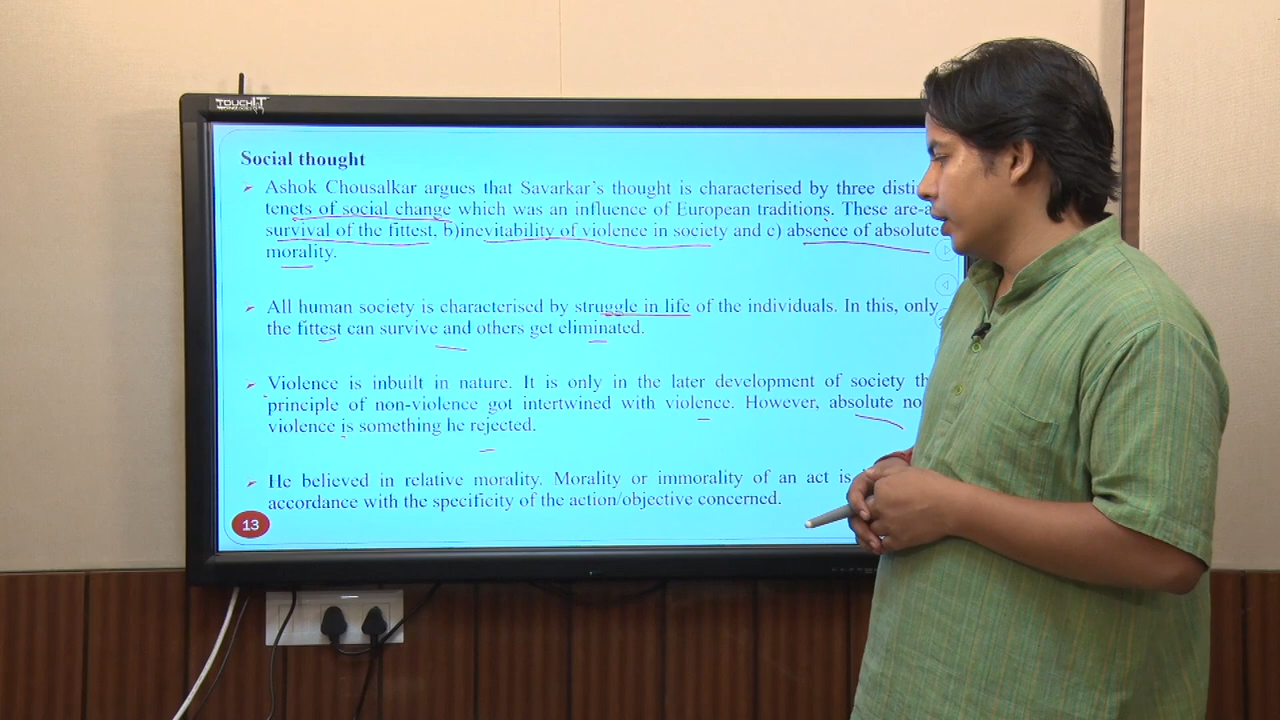 TOUCHIT
Social thought
Ashok Chousalkar argues that Savarkar's thought is characterised by three
tenets of social change which was an influence of European traditions. These are-a
survival of the fittest, b)inevitability of violence in society and c) absence of absolute
morality.
All human society is characterised by struggle in life of the individuals. In this, only
the fittest can survive and others get eliminated.
Violence is inbuilt in nature. It is only in the later development of society
principle of non-violence got intertwined with violence. However, absolute
violence is something he rejected.
He believed in relative morality. Morality or immorality of an act is
accordance with the specificity of the action/objective concerned.
13